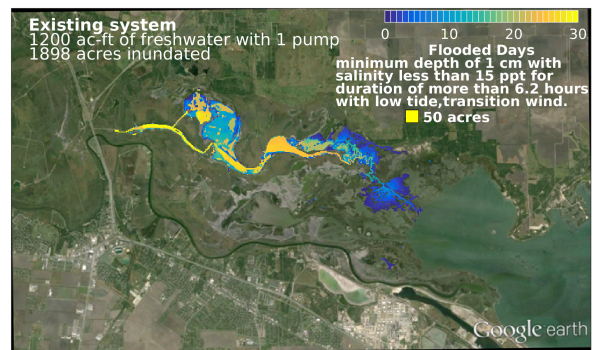 Existing system
1200 ac-ft of freshwater with 1 pump
1898 acres inundated
0 10 20 30
Flooded Days
minimum depth of 1 cm with
salinity less than 15 ppt for
duration of more than 6.2 hours
with low tide,transition wind.
50 acres
Google earth